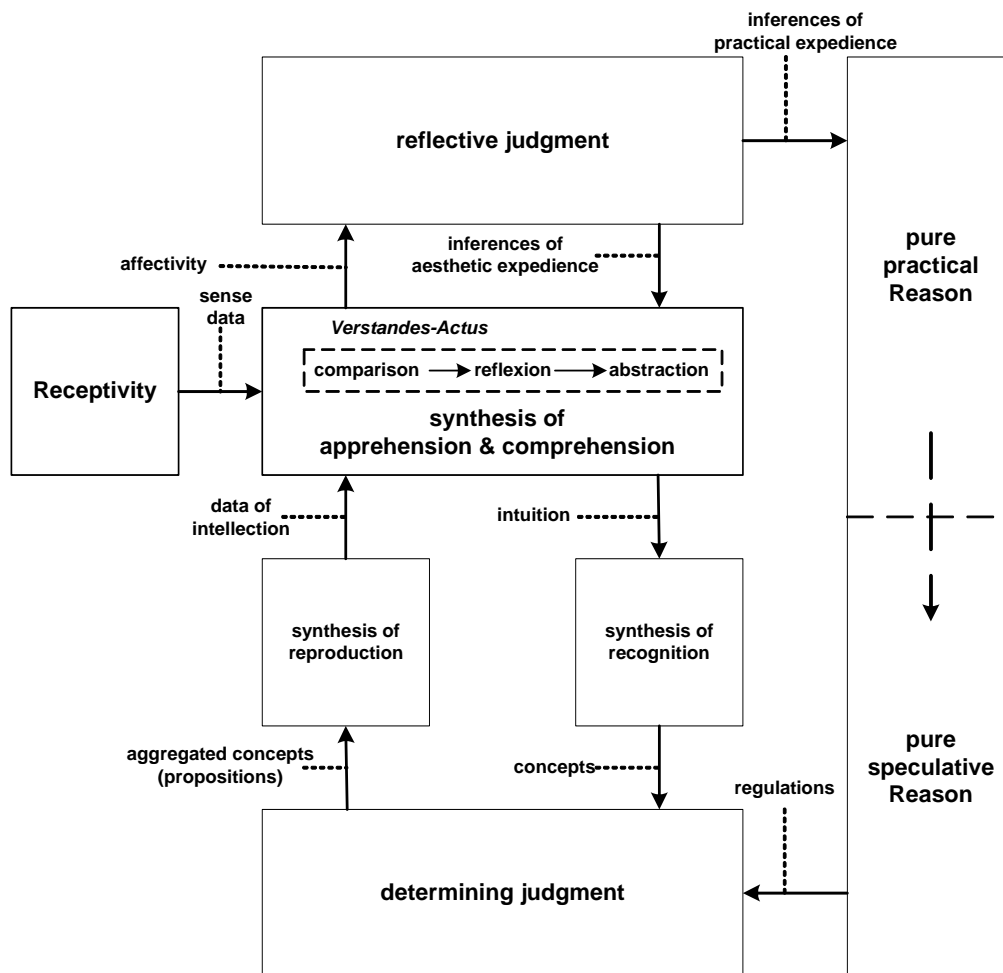 inferences of
practical expedience
reflective judgment
pure
practical
Reason
affectivity
inferences of
aesthetic expedience
sense
data
Verstandes-Actus
comparison reflexion abstraction
Receptivity
synthesis of
apprehension & comprehension
data of
intellection
intuition
synthesis of
reproduction
synthesis of
recognition
aggregated concepts
(propositions)
concepts
regulations
pure
speculative
Reason
determining judgment